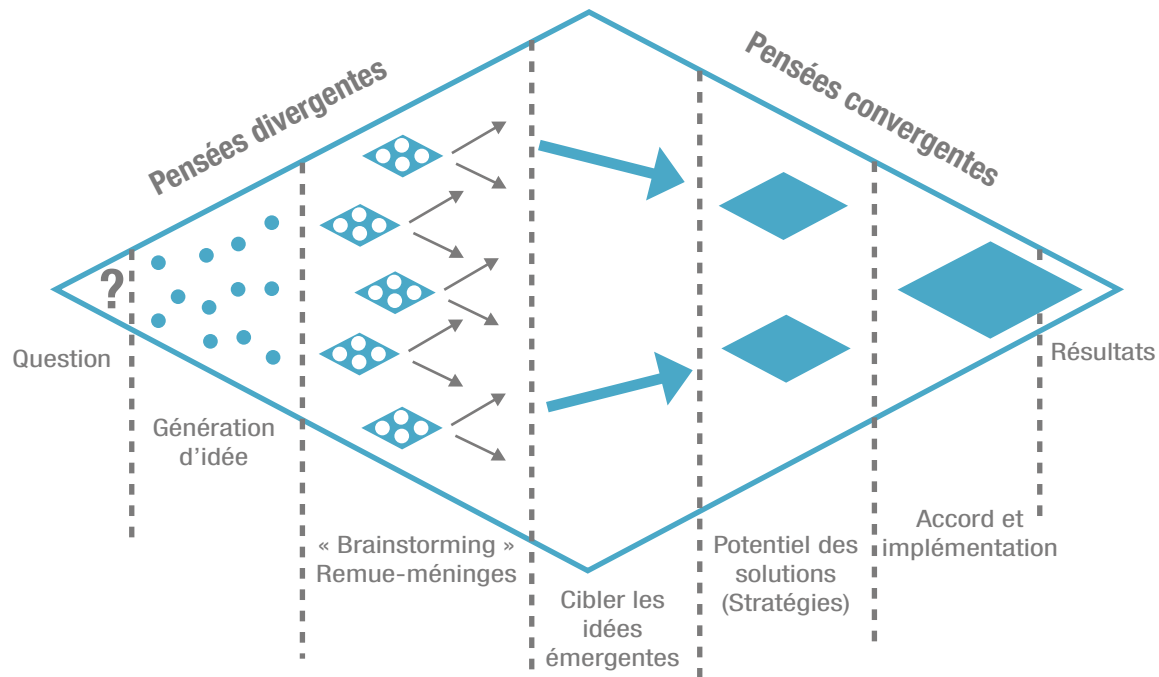 Pensées divergentes
Pensées convergentes
?
Question
Génération
d’idée
« Brainstorming »
Remue-méninges
Cibler les
idées
émergentes
Potentiel des
solutions
(Stratégies)
Accord et
implémentation
Résultats